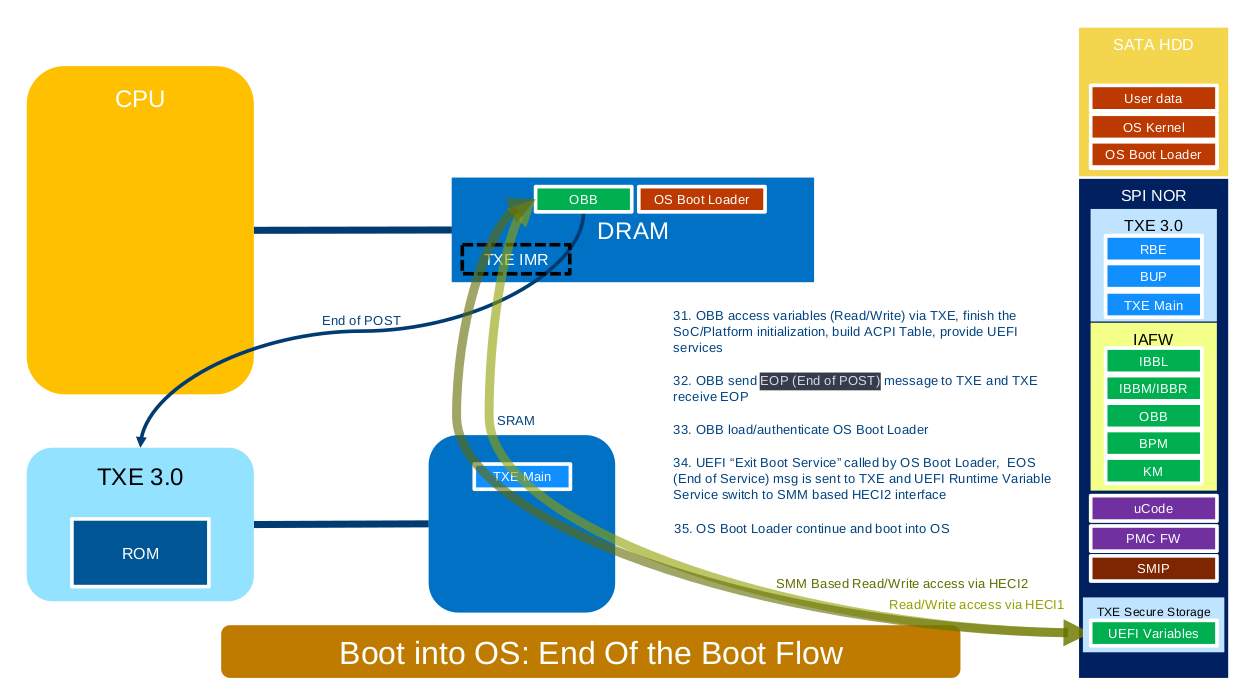 SATA HDD
User data
OS Kernel
OS Boot Loader
CPU
OBB
OS Boot Loader
DRAM
TXE IMR
SPI NOR
TXE 3.0
RBE
BUP
TXE Main
IAFW
IBBL
IBBM/IBBR
OBB
BPM
KM
uCode
PMC FW
SMIP
TXE Secure Storage
UEFI Variables
End of POST
31. OBB access variables (Read/Write) via TXE, finish the
SoC/Platform initialization, build ACPI Table, provide UEFI
services
32. OBB send EOP (End of POST) message to TXE and TXE
receive EOP
33. OBB load/authenticate OS Boot Loader
34. UEFI “Exit Boot Service” called by OS Boot Loader, EOS
(End of Service) msg is sent to TXE and UEFI Runtime Variable
Service switch to SMM based HECI2 interface
35. OS Boot Loader continue and boot into OS
SRAM
TXE Main
TXE 3.0
ROM
SMM Based Read/Write access via HECI2
Read/Write access via HECI1
Boot into OS: End Of the Boot Flow